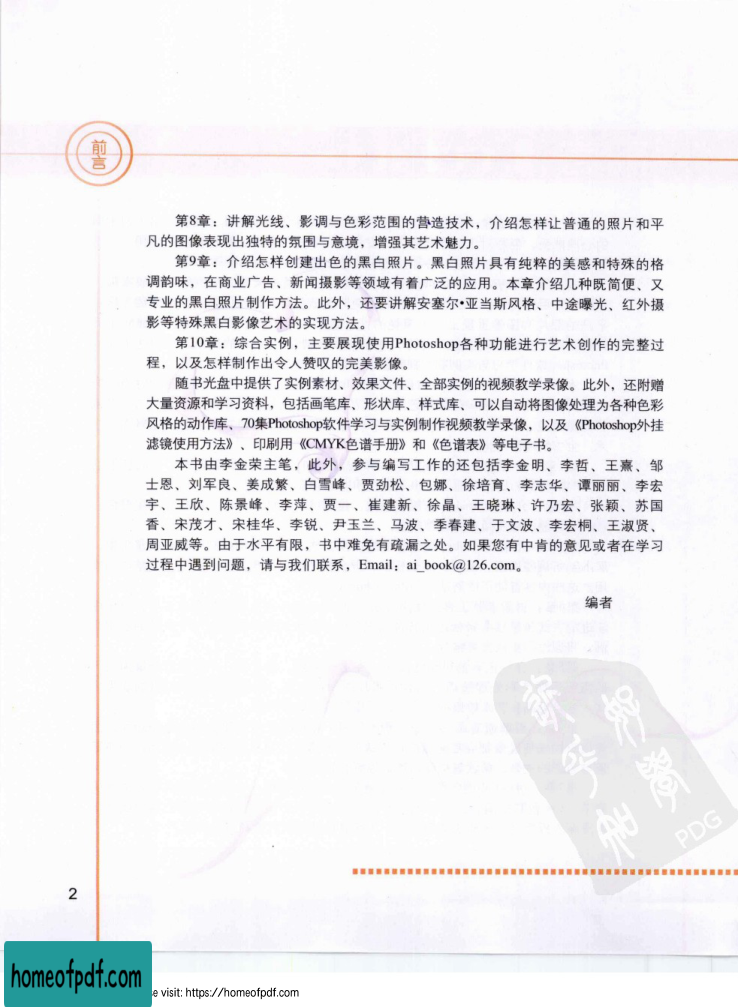 前
言
第8章：讲解光线、影调与色彩范围的营造技术，介绍怎样让普通的照片和平
凡的图像表现出独特的氛围与意境，增强其艺术魅力。
第9章：介绍怎样创建出色的黑白照片。黑白照片具有纯粹的美感和特殊的格
调韵味，在商业广告、新闻摄影等领域有着广泛的应用。本章介绍几种既简便、又
专业的黑白照片制作方法。此外，还要讲解安塞尔•亚当斯风格、中途曝光、红外摄
影等特殊黑白影像艺术的实现方法。
第10章：综合实例，主要展现使用Photoshop各种功能进行艺术创作的完整过
程，以及怎样制作出令人赞叹的完美影像。
随书光盘中提供了实例素材、效果文件、全部实例的视频教学录像。此外，还附赠
大量资源和学习资料，包括画笔库、形状库、样式库、可以自动将图像处理为各种色彩
风格的动作库、70集Photoshop软件学习与实例制作视频教学录像，以及《Photoshop外挂
滤镜使用方法》、印刷用《CMYK色谱手册》和《色谱表》等电子书。
本书由李金荣主笔，此外，参与编写工作的还包括李金明、李哲、王熹、邹
士恩、刘军良、姜成繁、白雪峰、贾劲松、包娜、徐培育、李志华、谭丽丽、李宏
宇、王欣、陈景峰、李萍、贾一、崔建新、徐晶、王晓琳、许乃宏、张颖、苏国
香、宋茂才、宋桂华、李锐、尹玉兰、马波、季春建、于文波、李宏桐、王淑贤、
周亚威等。由于水平有限，书中难免有疏漏之处。如果您有中肯的意见或者在学习
过程中遇到问题，请与我们联系，Email：ai_book@126.com。
编者
PDG
2
homeofpdf.com
se visit: https://homeofpdf.com